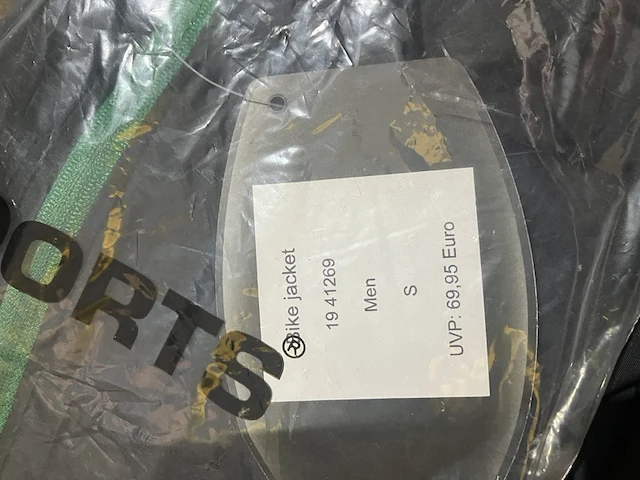 Bike jacket
19 41269
Men
S
UVP: 69,95 Euro
ORTS®